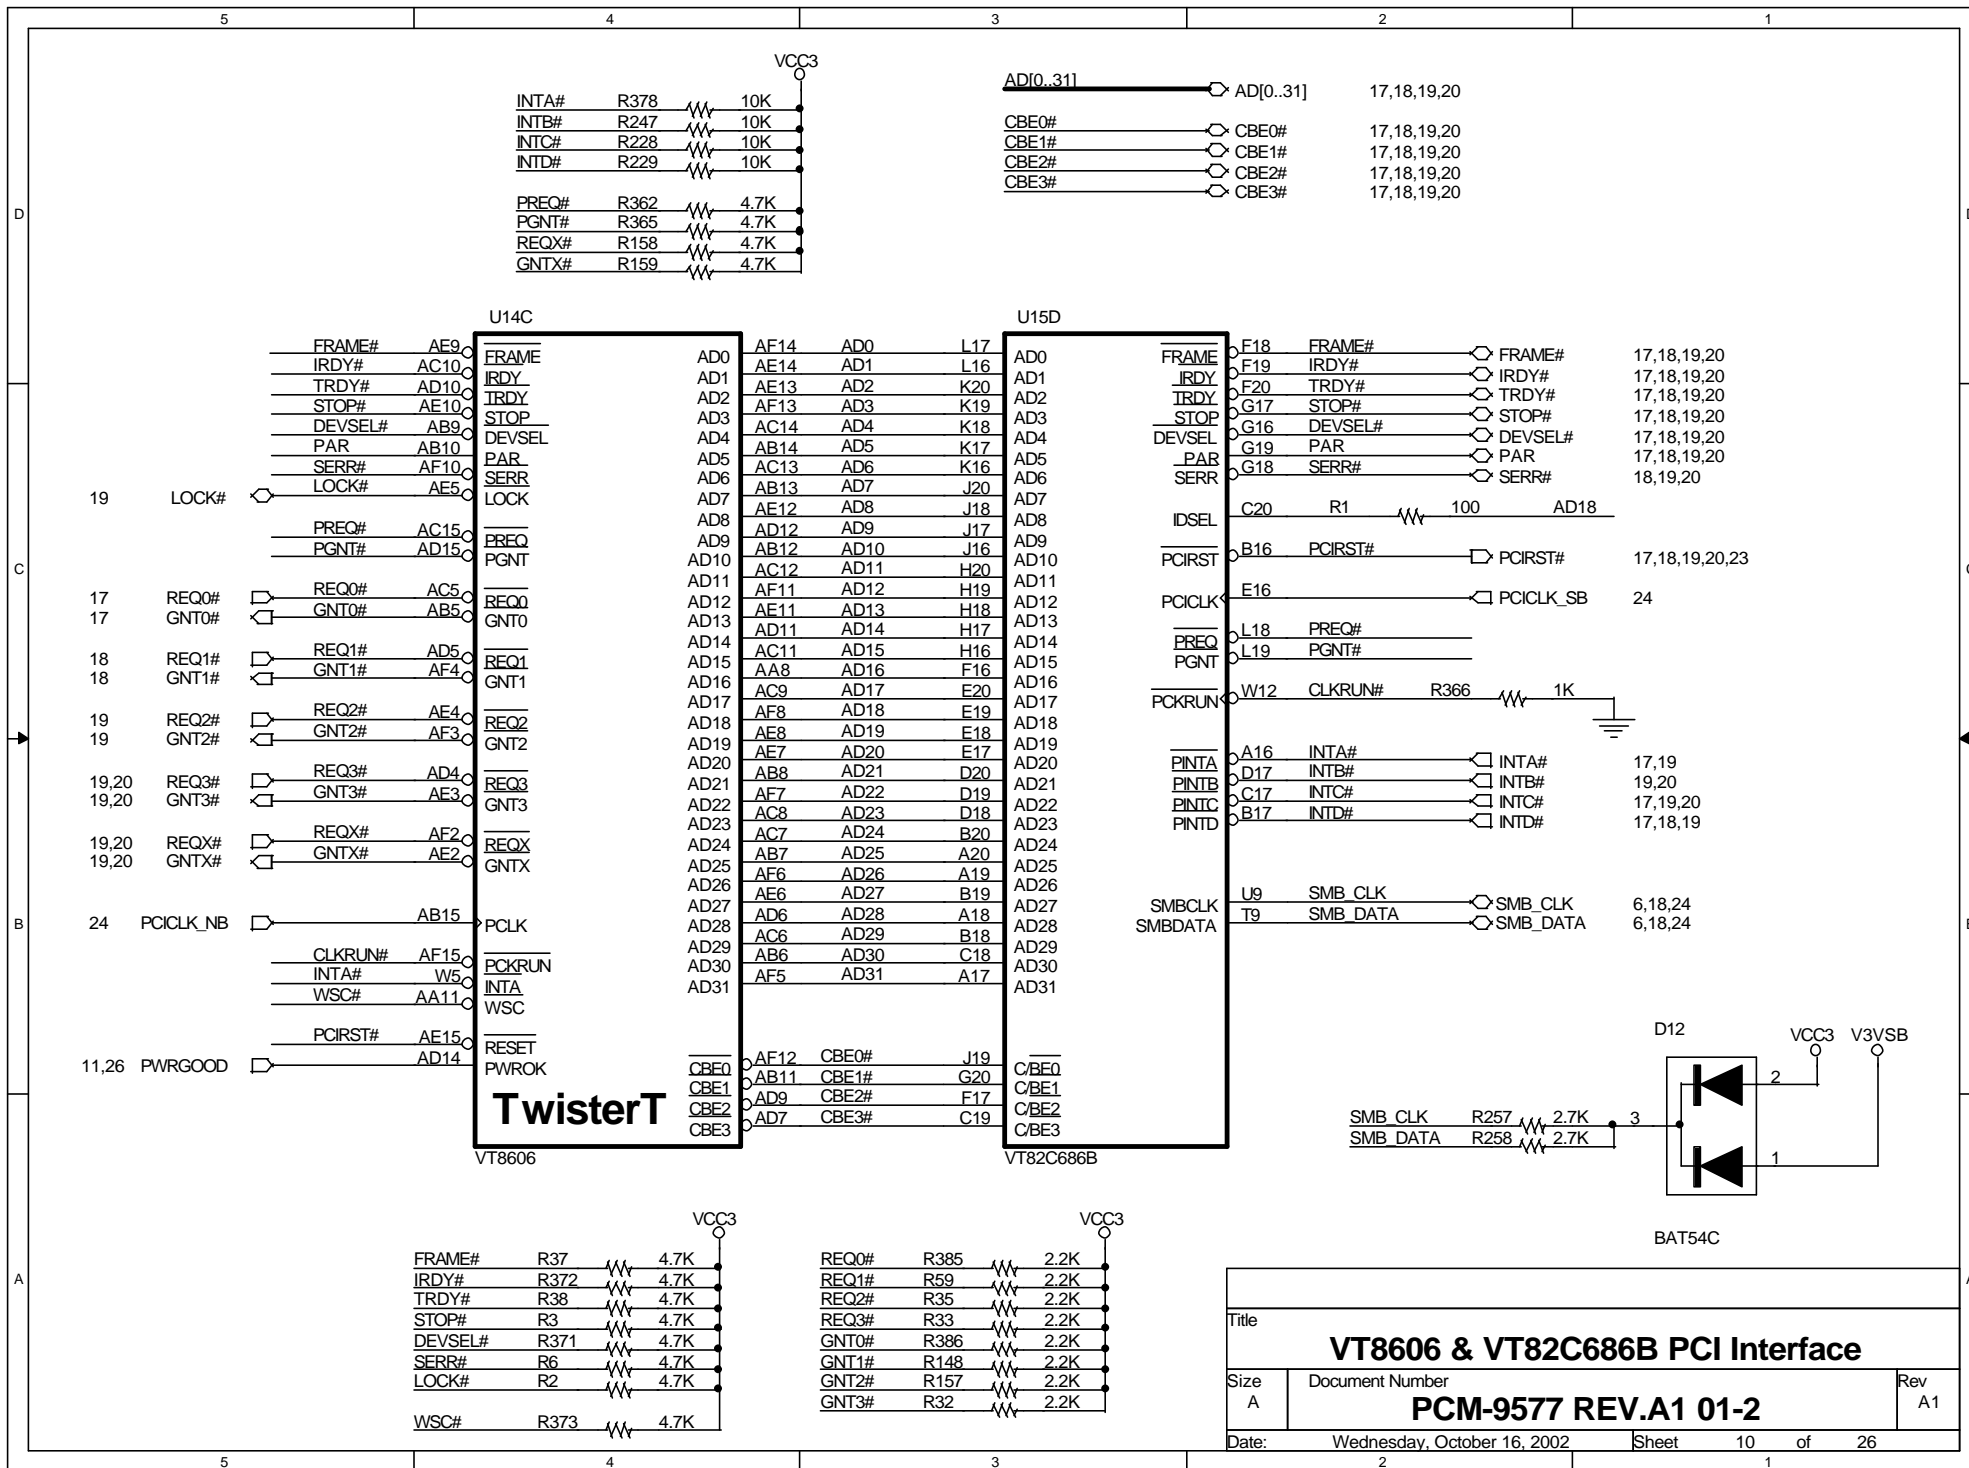 5 4 3 2 1
VCC3
INTA# R378 10K
INTB# R247 10K
INTC# R228 10K
INTD# R229 10K
PREQ# R362 4.7K
PGNT# R365 4.7K
REQX# R158 4.7K
GNTX# R159 4.7K
AD[0..31] AD[0..31] 17,18,19,20
CBE0# CBE0# 17,18,19,20
CBE1# CBE1# 17,18,19,20
CBE2# CBE2# 17,18,19,20
CBE3# CBE3# 17,18,19,20
D
C
B
A
U14C
FRAME# AE9 FRAME
IRDY# AC10 IRDY
TRDY# AD10 TRDY
STOP# AE10 STOP
DEVSEL# AB9 DEVSEL
PAR AB10 PAR
SERR# AF10 SERR
19 LOCK# LOCK# AE5 LOCK
PREQ# AC15 PREQ
PGNT# AD15 PGNT
17 REQ0# REQ0# AC5 REQ0
17 GNT0# GNT0# AB5 GNT0
18 REQ1# REQ1# AD5 REQ1
18 GNT1# GNT1# AF4 GNT1
19 REQ2# REQ2# AE4 REQ2
19 GNT2# GNT2# AF3 GNT2
19,20 REQ3# REQ3# AD4 REQ3
19,20 GNT3# GNT3# AE3 GNT3
19,20 REQX# REQX# AF2 REQX
19,20 GNTX# GNTX# AE2 GNTX
24 PCICLK_NB AB15 PCLK
CLKRUN# AF15 PCKRUN
INTA# W5 INTA
WSC# AA11 WSC
PCIRST# AE15 RESET
11,26 PWRGOOD AD14 PWROK
TwisterT
VT8606
U15D
AD0 AF14 AD0 L17 AD0
AD1 AE14 AD1 L16 AD1
AD2 AE13 AD2 K20 AD2
AD3 AF13 AD3 K19 AD3
AD4 AC14 AD4 K18 AD4
AD5 AB14 AD5 K17 AD5
AD6 AC13 AD6 K16 AD6
AD7 AB13 AD7 J20 AD7
AD8 AE12 AD8 J18 AD8
AD9 AD12 AD9 J17 AD9
AD10 AB12 AD10 J16 AD10
AD11 AC12 AD11 H20 AD11
AD12 AF11 AD12 H19 AD12
AD13 AE11 AD13 H18 AD13
AD14 AD11 AD14 H17 AD14
AD15 AC11 AD15 H16 AD15
AD16 AA8 AD16 F16 AD16
AD17 AC9 AD17 E20 AD17
AD18 AF8 AD18 E19 AD18
AD19 AE8 AD19 E18 AD19
AD20 AE7 AD20 E17 AD20
AD21 AB8 AD21 D20 AD21
AD22 AF7 AD22 D19 AD22
AD23 AC8 AD23 D18 AD23
AD24 AC7 AD24 B20 AD24
AD25 AB7 AD25 A20 AD25
AD26 AF6 AD26 A19 AD26
AD27 AE6 AD27 B19 AD27
AD28 AD6 AD28 A18 AD28
AD29 AC6 AD29 B18 AD29
AD30 AB6 AD30 C18 AD30
AD31 AF5 AD31 A17 AD31
CBE0 AF12 CBE0# J19 C/BE0
CBE1 AB11 CBE1# G20 C/BE1
CBE2 AD9 CBE2# F17 C/BE2
CBE3 AD7 CBE3# C19 C/BE3
VT82C686B
FRAME F18 FRAME# FRAME# 17,18,19,20
IRDY F19 IRDY# IRDY# 17,18,19,20
TRDY F20 TRDY# TRDY# 17,18,19,20
STOP G17 STOP# STOP# 17,18,19,20
DEVSEL G16 DEVSEL# DEVSEL# 17,18,19,20
PAR G19 PAR PAR 17,18,19,20
SERR G18 SERR# SERR# 18,19,20
IDSEL C20 R1 100 AD18
PCIRST B16 PCIRST# PCIRST# 17,18,19,20,23
PCICLK E16 PCICLK_SB 24
PREQ L18 PREQ#
PGNT L19 PGNT#
PCKRUN W12 CLKRUN# R366 1K
PINTA A16 INTA# INTA# 17,19
PINTB D17 INTB# INTB# 19,20
PINTC C17 INTC# INTC# 17,19,20
PINTD B17 INTD# INTD# 17,18,19
SMBCLK U9 SMB_CLK SMB_CLK 6,18,24
SMBDATA T9 SMB_DATA SMB_DATA 6,18,24
D12 VCC3 V3VSB
2
SMB_CLK R257 2.7K 3
SMB_DATA R258 2.7K
1
BAT54C
VCC3
FRAME# R37 4.7K
IRDY# R372 4.7K
TRDY# R38 4.7K
STOP# R3 4.7K
DEVSEL# R371 4.7K
SERR# R6 4.7K
LOCK# R2 4.7K
WSC# R373 4.7K
VCC3
REQ0# R385 2.2K
REQ1# R59 2.2K
REQ2# R35 2.2K
REQ3# R33 2.2K
GNT0# R386 2.2K
GNT1# R148 2.2K
GNT2# R157 2.2K
GNT3# R32 2.2K
Title
VT8606 & VT82C686B PCI Interface
Size Document Number Rev
A PCM-9577 REV.A1 01-2 A1
Date: Wednesday, October 16, 2002 Sheet 10 of 26
5 4 3 2 1